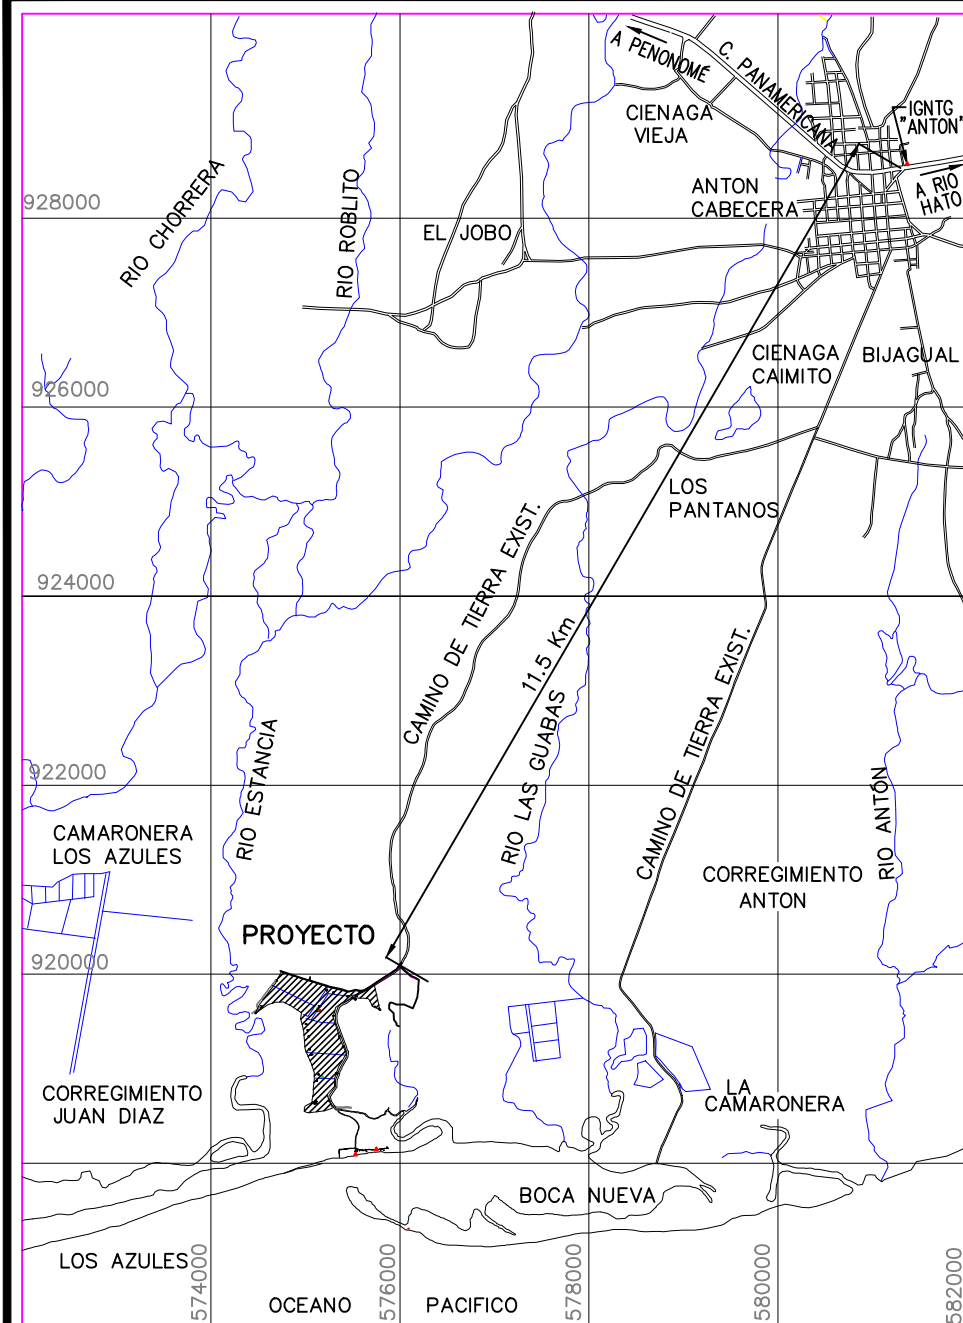 A PENONOMÉ
C. PANAMERICANA
CIENAGA
VIEJA
IGNTG
"ANTON"
A RIO
HATO
ANTON
CABECERA
928000
RIO CHORRERA
RIO ROBLITO
EL JOBO
CIENAGA
CAIMITO
BIJAGUAL
926000
LOS
PANTANOS
924000
CAMINO DE TIERRA EXIST.
11.5 Km
CAMINO DE TIERRA EXIST.
RIO ESTANCIA
RIO LAS GUABAS
RIO ANTÓN
922000
CAMARONERA
LOS AZULES
CORREGIMIENTO
ANTON
PROYECTO
920000
CORREGIMIENTO
JUAN DIAZ
LA
CAMARONERA
BOCA NUEVA
LOS AZULES
OCEANO PACIFICO
574000
576000
578000
580000
582000